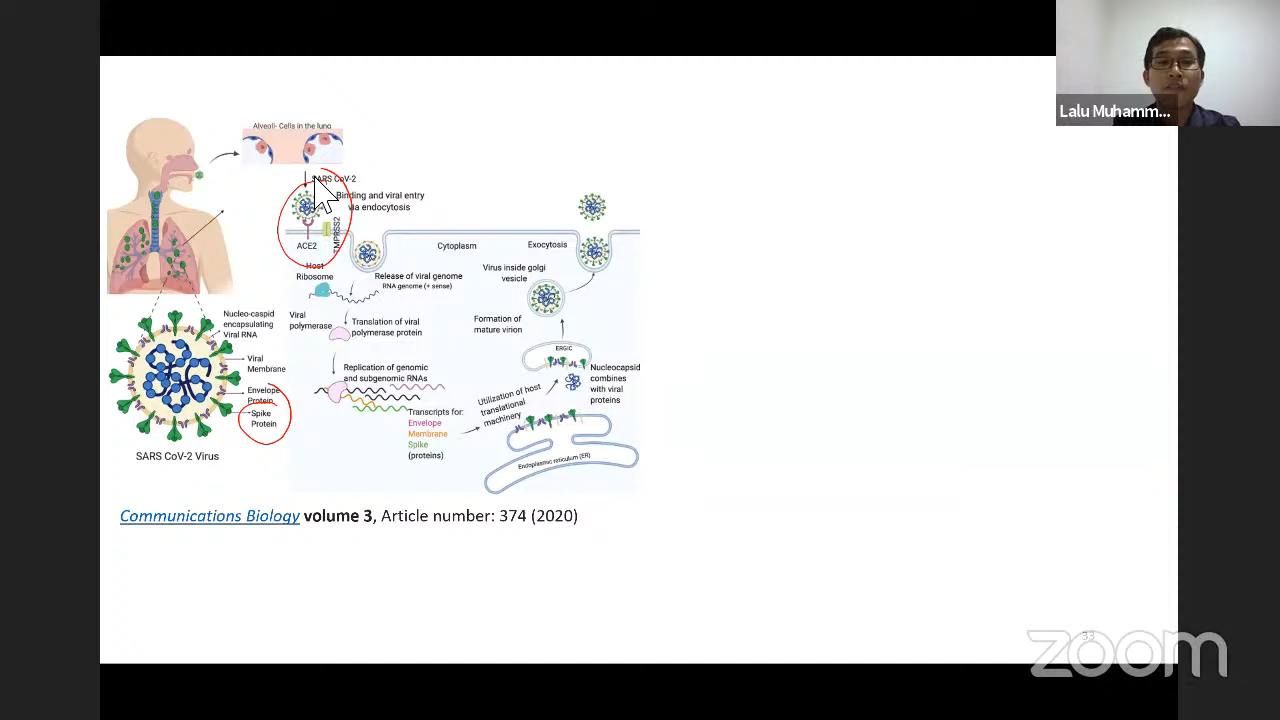 Lalu Muhamm...
Alveoli- Cells in the lung
SARS CoV-2
Binding and viral entry
via endocytosis
TMPRSS2
ACE2
Cytoplasm
Exocytosis
Host
Ribosome
Release of viral genome
RNA genome (+ sense)
Virus inside golgi
vesicle
Viral
polymerase
Translation of viral
polymerase protein
Formation of
mature virion
Nucleo-caspid
encapsulating
Viral RNA
Viral
Membrane
Envelope
Protein
Spike
Protein
SARS CoV-2 Virus
Replication of genomic
and subgenomic RNAs
Transcripts for:
Envelope
Membrane
Spike
(proteins)
Utilization of host
translational
machinery
ERGIC
Nucleocapsid
combines
with viral
proteins
Endoplasmic reticulum (ER)
Communications Biology volume 3, Article number: 374 (2020)
33
zoom